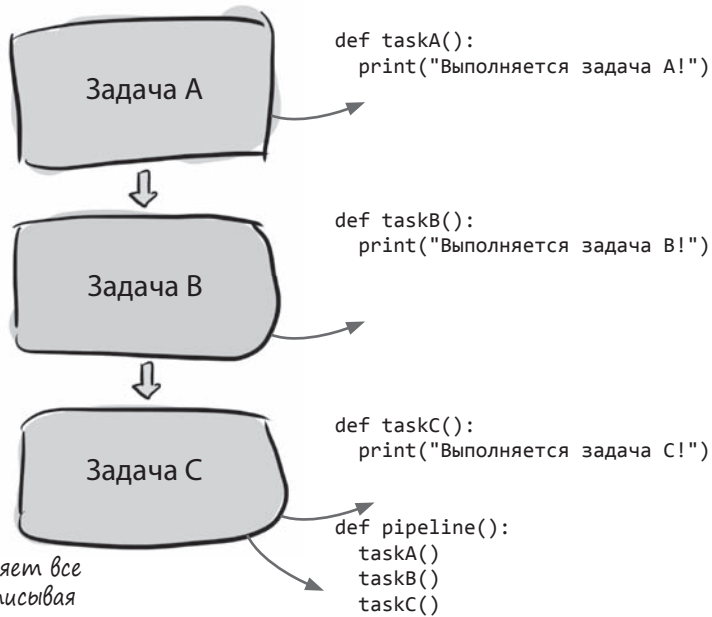 Задача A
def taskA():
print("Выполняется задача A!")
Задача B
def taskB():
print("Выполняется задача B!")
Задача C
def taskC():
print("Выполняется задача C!")
def pipeline():
taskA()
taskB()
taskC()
все